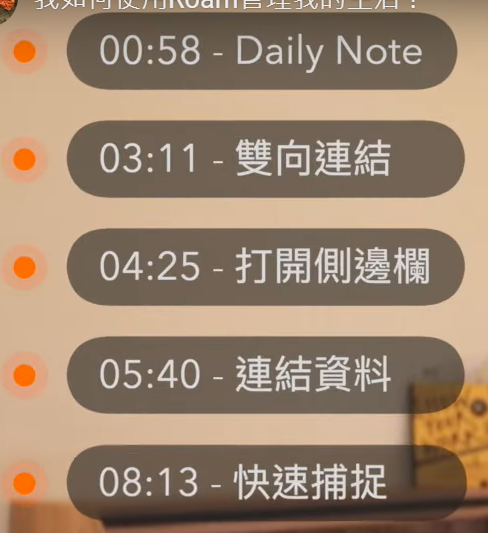 我如何使用Roam管理我的生活！
00:58 - Daily Note
03:11 - 雙向連結
04:25 - 打開側邊欄
05:40 - 連結資料
08:13 - 快速捕捉